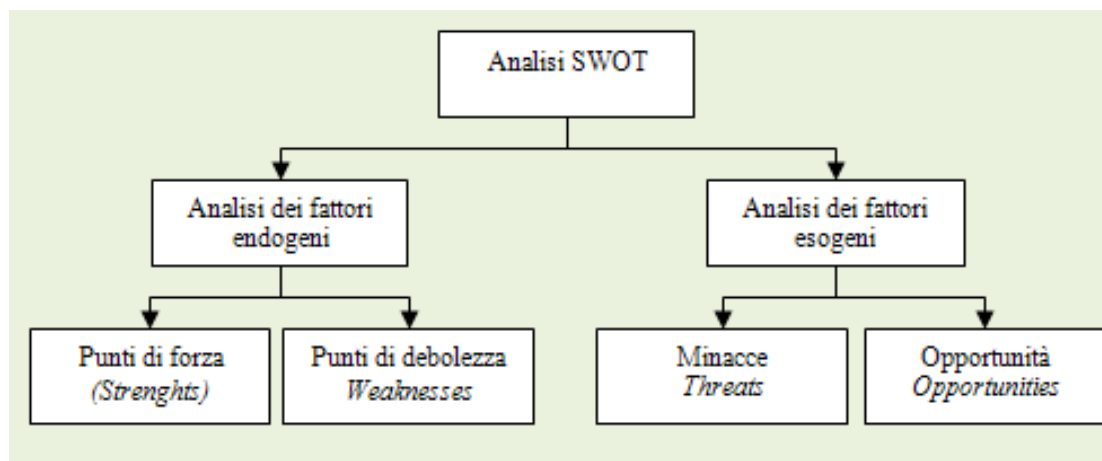 Analisi SWOT
Analisi dei fattori
endogeni
Analisi dei fattori
esogeni
Punti di forza
(Strenghts)
Punti di debolezza
Weaknesses
Minacce
Threats
Opportunità
Opportunities